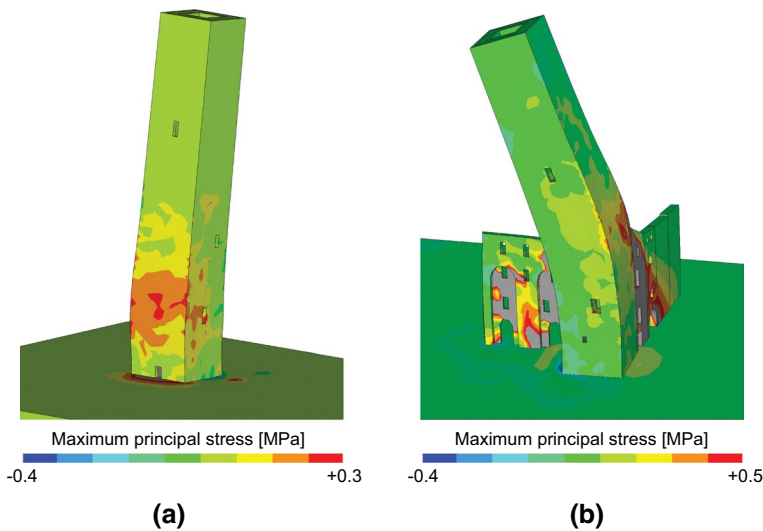 Maximum principal stress [MPa]
-0.4 +0.3
(a)
Maximum principal stress [MPa]
-0.4 +0.5
(b)